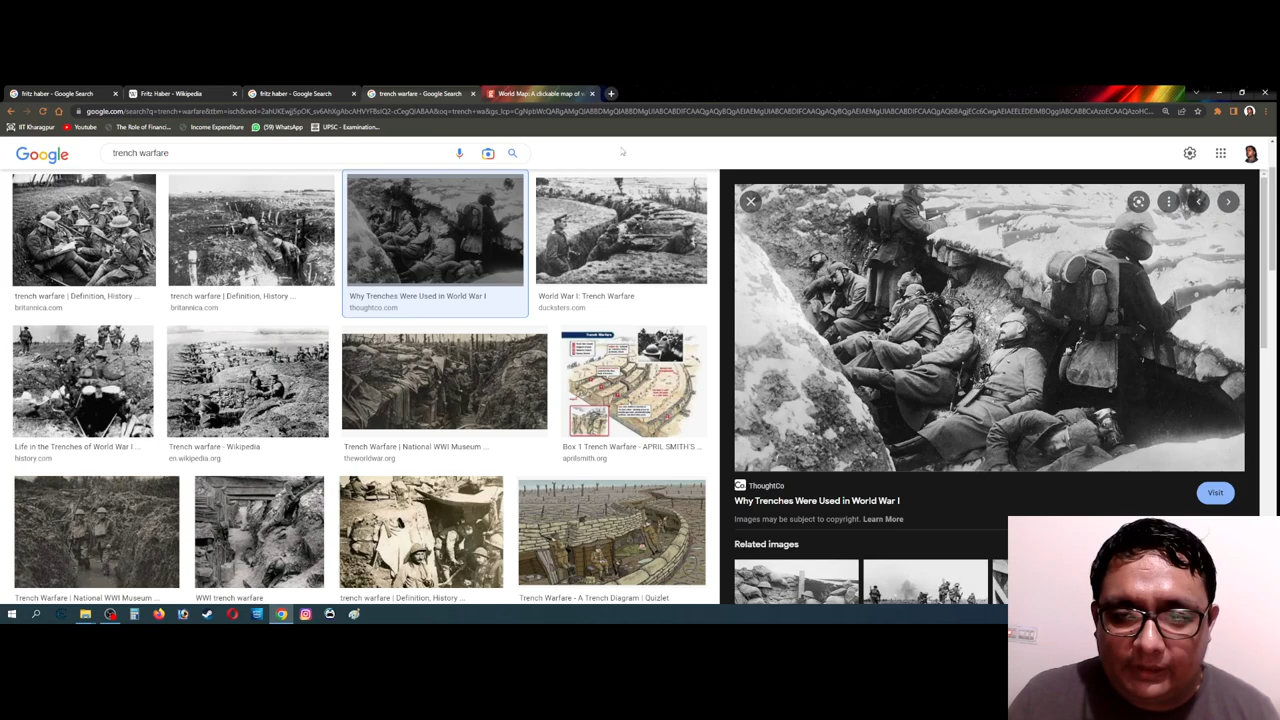 fritz haber - Google Search
Fritz Haber - Wikipedia
fritz haber - Google Search
trench warfare - Google Search
World Map: A clickable map of w
IIT Kharagpur
Youtube
The Role of Financi...
Income Expenditure
(59) WhatsApp
UPSC - Examination...
Google
trench warfare
trench warfare | Definition, History ...
britannica.com
trench warfare | Definition, History ...
britannica.com
Why Trenches Were Used in World War I
thoughtco.com
World War I: Trench Warfare
ducksters.com
Life in the Trenches of World War I ...
history.com
Trench warfare - Wikipedia
en.wikipedia.org
Trench Warfare | National WWI Museum ...
theworldwar.org
Trench Warfare
Box 1 Trench Warfare - APRIL SMITH'S ...
aprilsmith.org
Trench Warfare | National WWI Museum ...
WWI trench warfare
trench warfare | Definition, History ...
Trench Warfare - A Trench Diagram | Quizlet
Co. ThoughtCo
Why Trenches Were Used in World War I
Visit
Images may be subject to copyright. Learn More
Related images